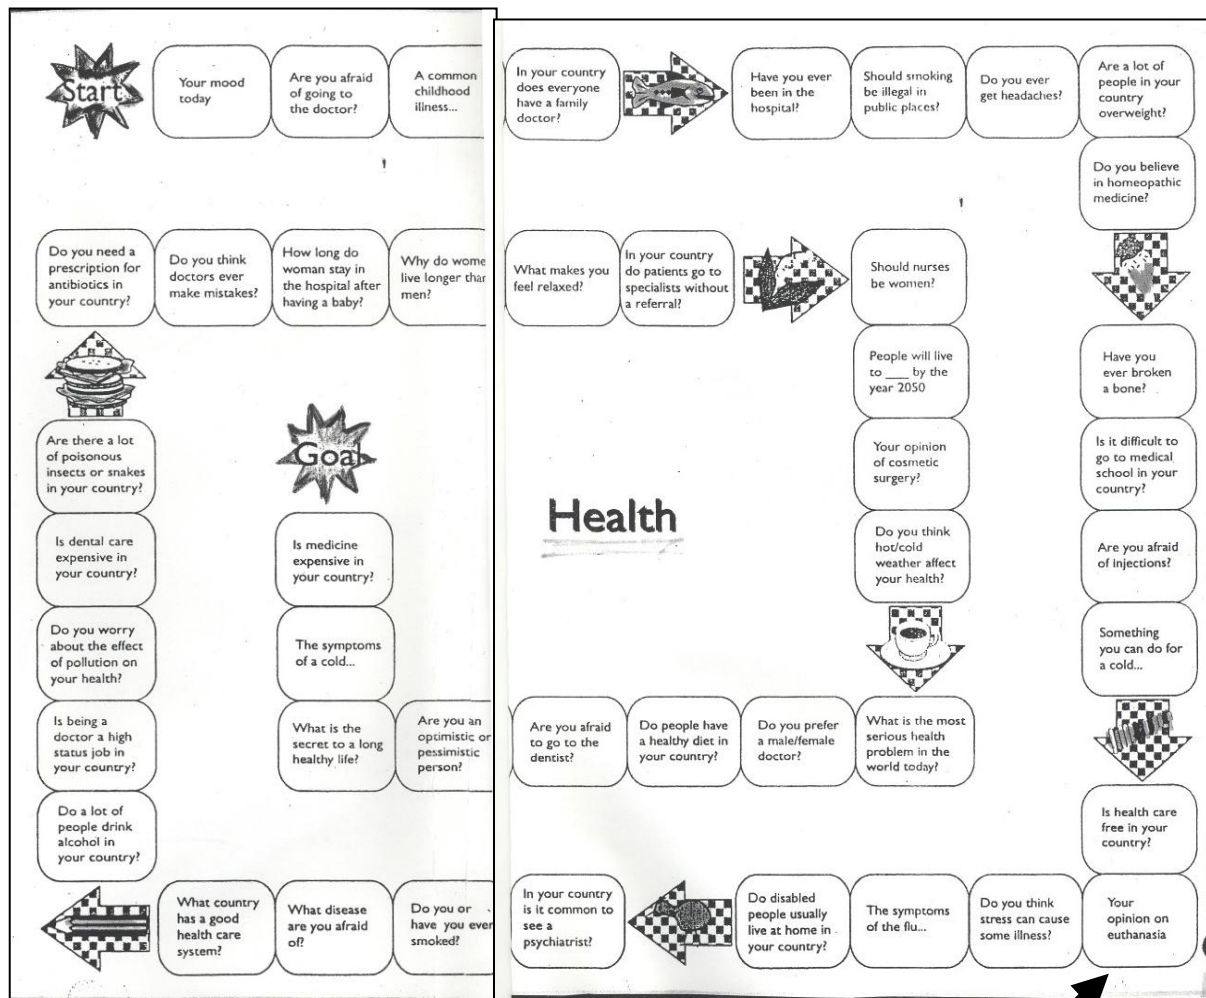 Start
Your mood
today
Are you afraid
of going to
the doctor?
A common
childhood
illness...
In your country
does everyone
have a family
doctor?
Have you ever
been in the
hospital?
Should smoking
be illegal in
public places?
Do you ever
get headaches?
Are a lot of
people in your
country
overweight?
Do you believe
in homeopathic
medicine?
Have you
ever broken
a bone?
Is it difficult to
go to medical
school in your
country?
Are you afraid
of injections?
Something
you can do for
a cold...
Is health care
free in your
country?
Your
opinion on
euthanasia
Do you think
stress can cause
some illness?
The symptoms
of the flu...
Do disabled
people usually
live at home in
your country?
In your country
is it common to
see a
psychiatrist?
Do you or
have you ever
smoked?
What disease
are you afraid
of?
What country
has a good
health care
system?
Do a lot of
people drink
alcohol in
your country?
Is being a
doctor a high
status job in
your country?
Do you worry
about the effect
of pollution on
your health?
Is dental care
expensive in
your country?
Are there a lot
of poisonous
insects or snakes
in your country?
Do you need a
prescription for
antibiotics in
your country?
Do you think
doctors ever
make mistakes?
How long do
woman stay in
the hospital after
having a baby?
Why do wome
live longer than
men?
What makes you
feel relaxed?
In your country
do patients go to
specialists without
a referral?
Should nurses
be women?
People will live
to ___ by the
year 2050
Your opinion
of cosmetic
surgery?
Do you think
hot/cold
weather affect
your health?
What is the most
serious health
problem in the
world today?
Do you prefer
a male/female
doctor?
Do people have
a healthy diet in
your country?
Are you afraid
to go to the
dentist?
Are you an
optimistic or
pessimistic
person?
What is the
secret to a long
healthy life?
The symptoms
of a cold...
Is medicine
expensive in
your country?
Goal
Health